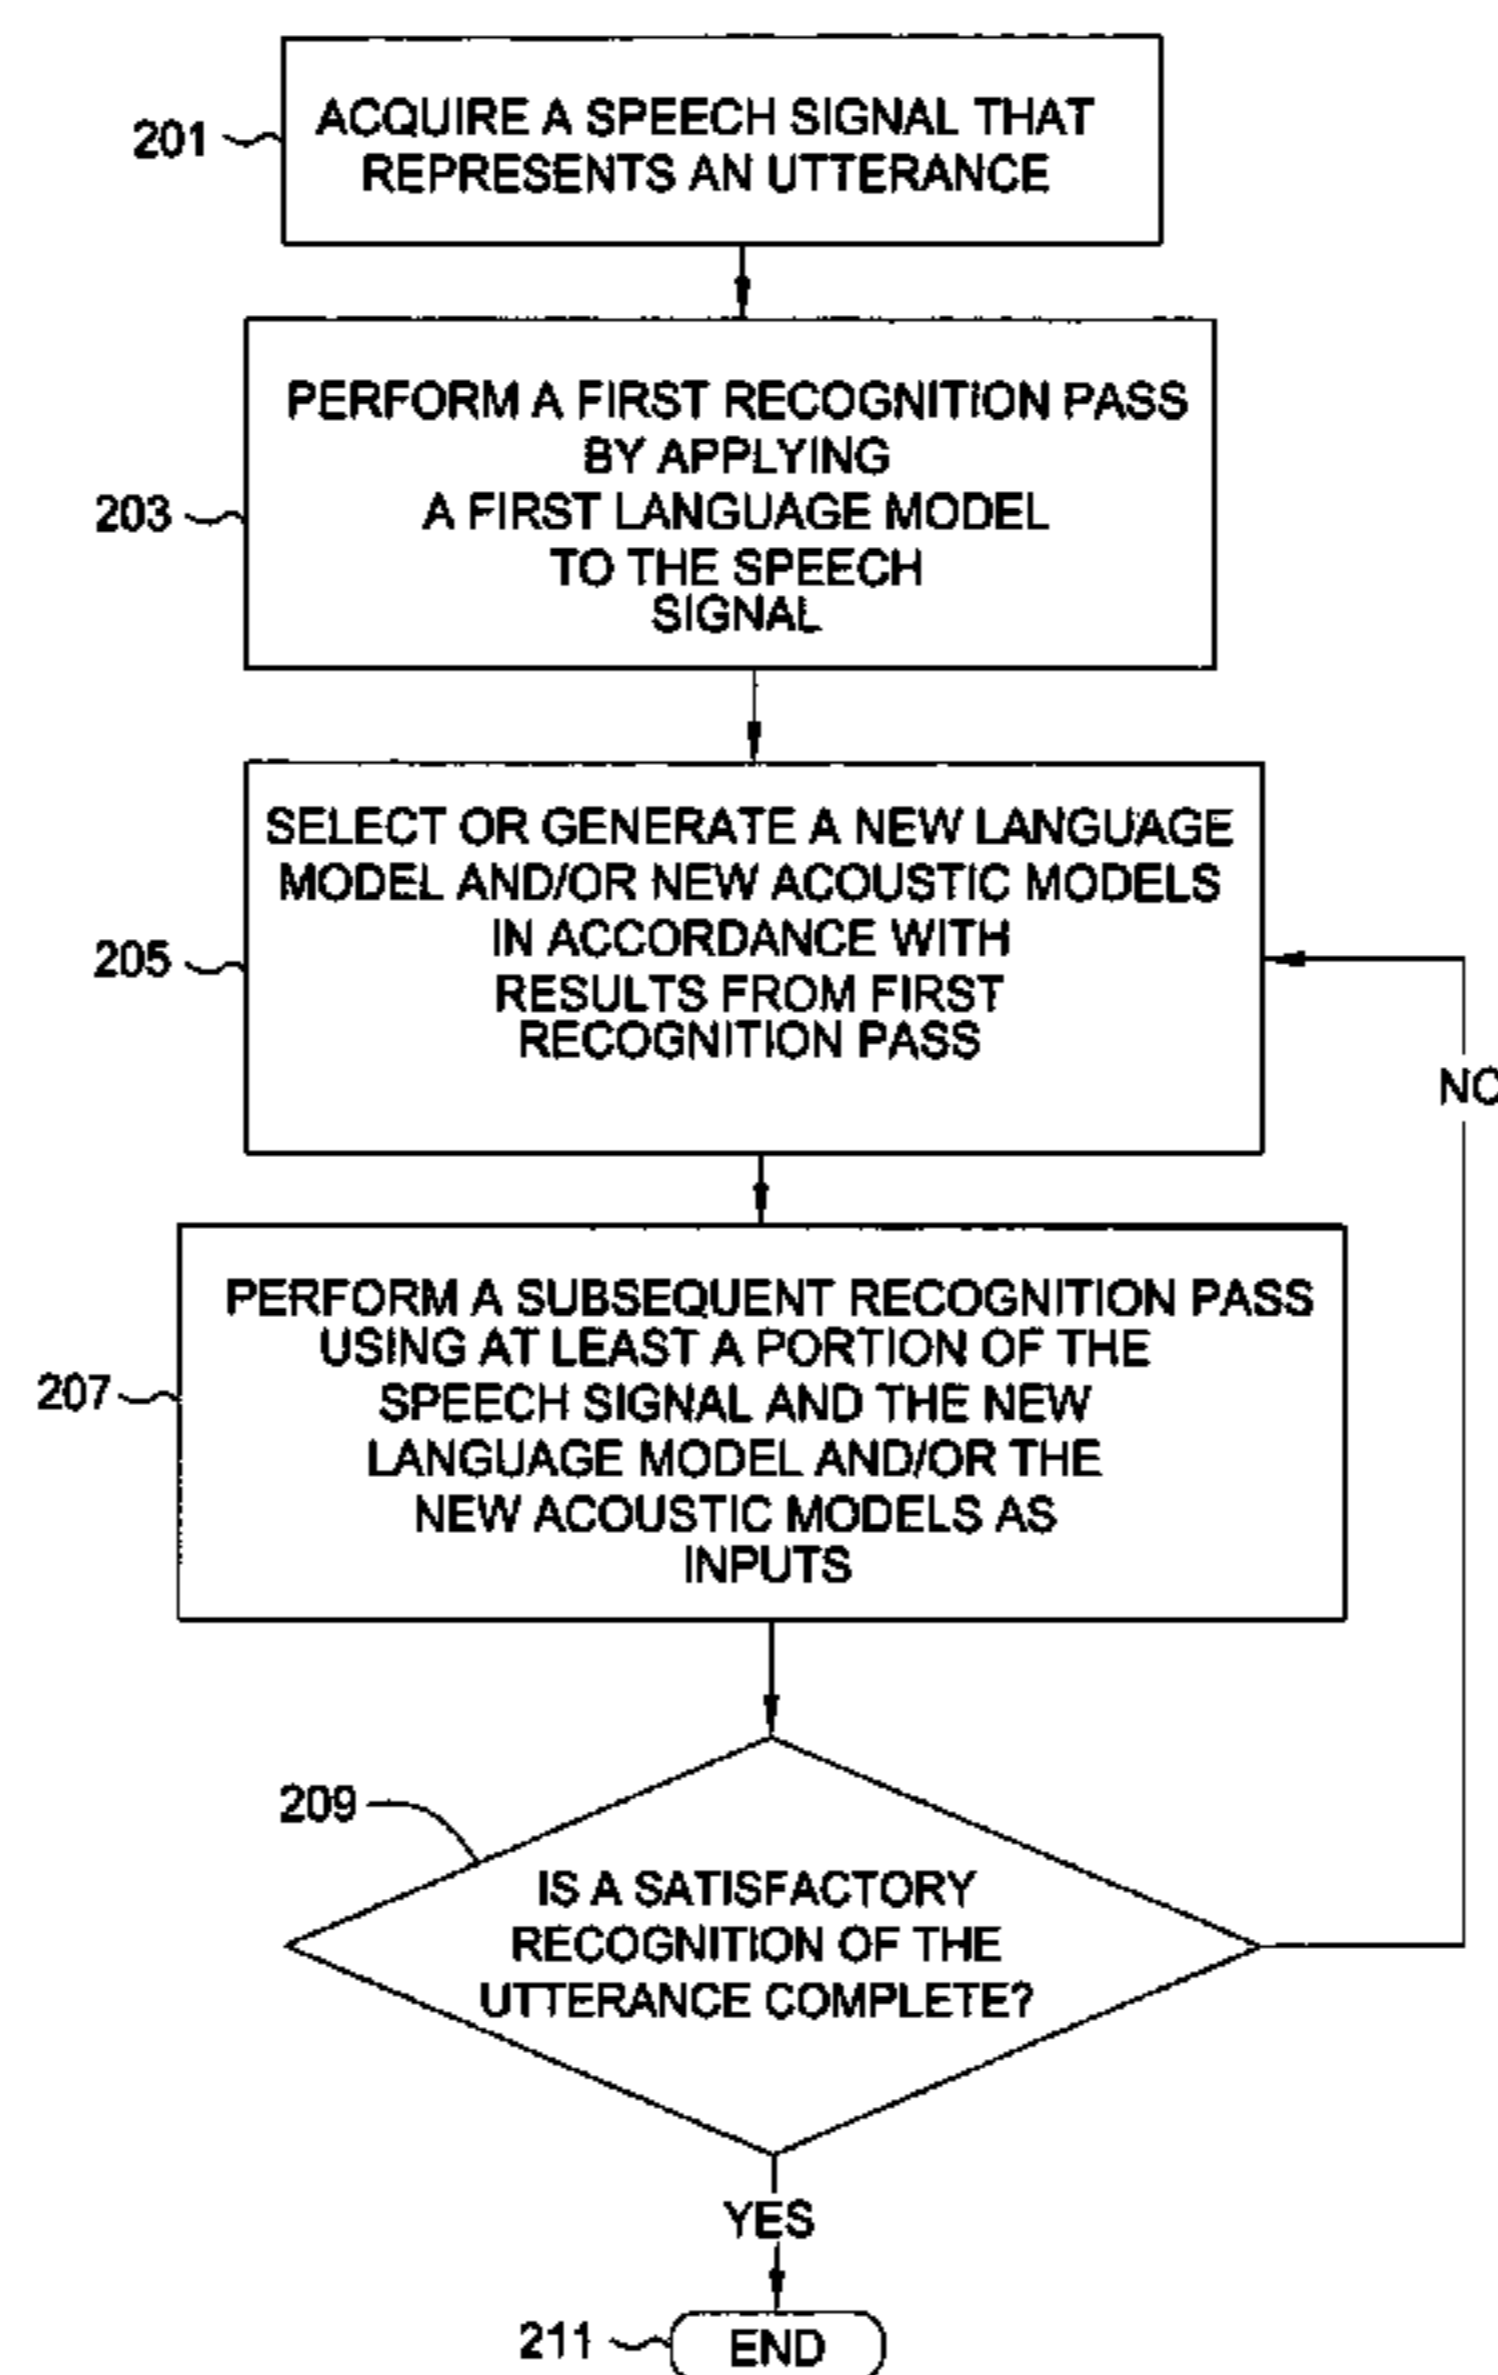 201
ACQUIRE A SPEECH SIGNAL THAT
REPRESENTS AN UTTERANCE
203
PERFORM A FIRST RECOGNITION PASS
BY APPLYING
A FIRST LANGUAGE MODEL
TO THE SPEECH
SIGNAL
205
SELECT OR GENERATE A NEW LANGUAGE
MODEL AND/OR NEW ACOUSTIC MODELS
IN ACCORDANCE WITH
RESULTS FROM FIRST
RECOGNITION PASS
NO
207
PERFORM A SUBSEQUENT RECOGNITION PASS
USING AT LEAST A PORTION OF THE
SPEECH SIGNAL AND THE NEW
LANGUAGE MODEL AND/OR THE
NEW ACOUSTIC MODELS AS
INPUTS
209
IS A SATISFACTORY
RECOGNITION OF THE
UTTERANCE COMPLETE?
YES
211
END